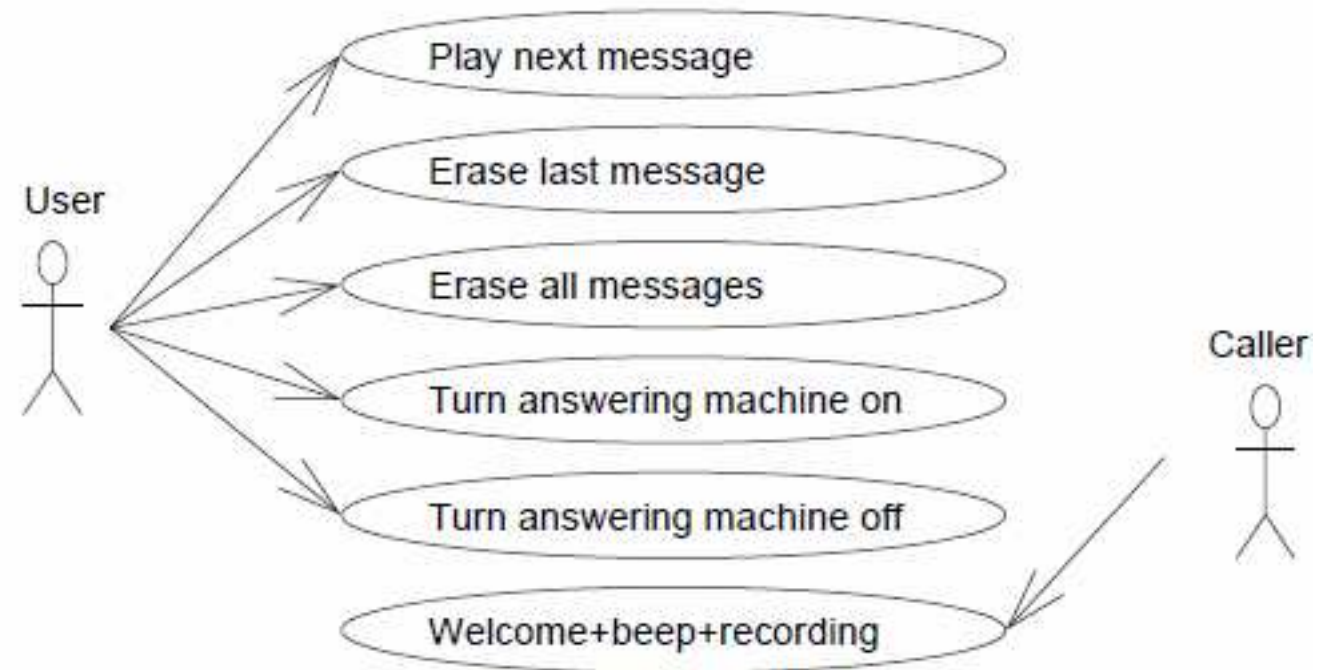 Play next message
Erase last message
User
Erase all messages
Caller
Turn answering machine on
Turn answering machine off
Welcome+beep+recording